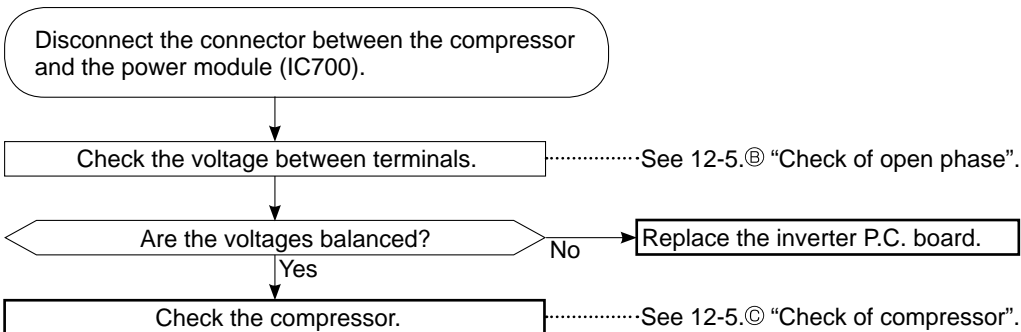 Disconnect the connector between the compressor
and the power module (IC700).
Check the voltage between terminals.
See 12-5.Ⓑ “Check of open phase”.
Are the voltages balanced?
No
Replace the inverter P.C. board.
Yes
Check the compressor.
See 12-5.Ⓒ “Check of compressor”.